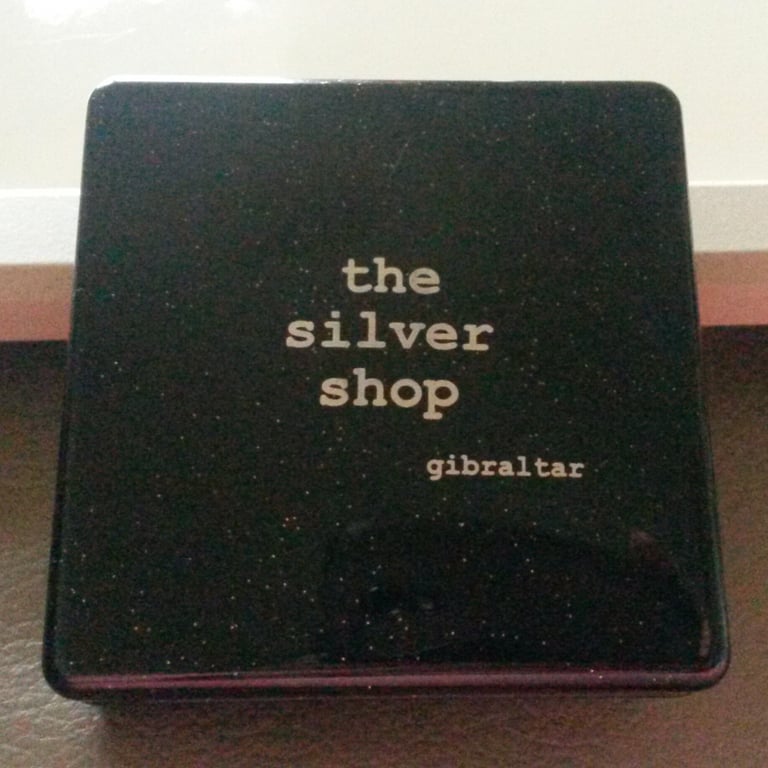 the
silver
shop
gibraltar